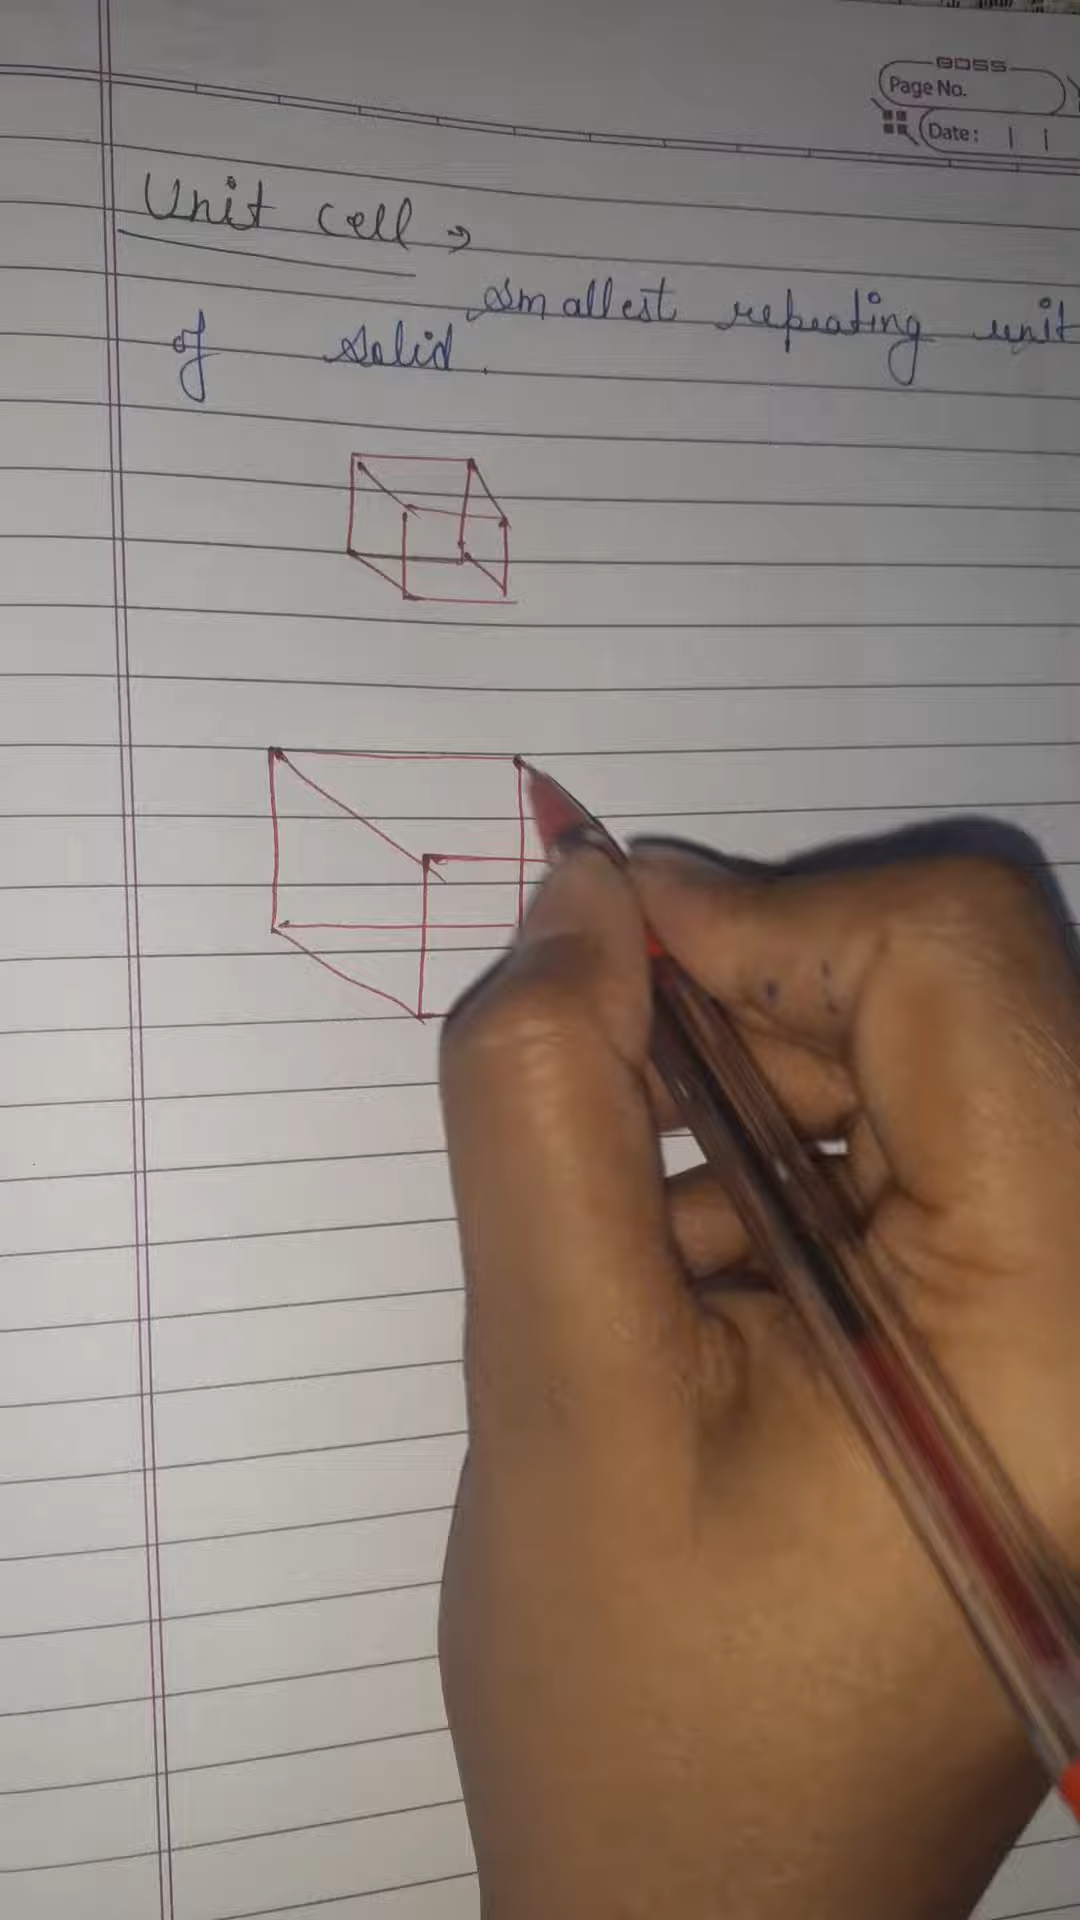 BOSS
Page No.
Date:
Unit cell →
smallest repeating unit
of solid.